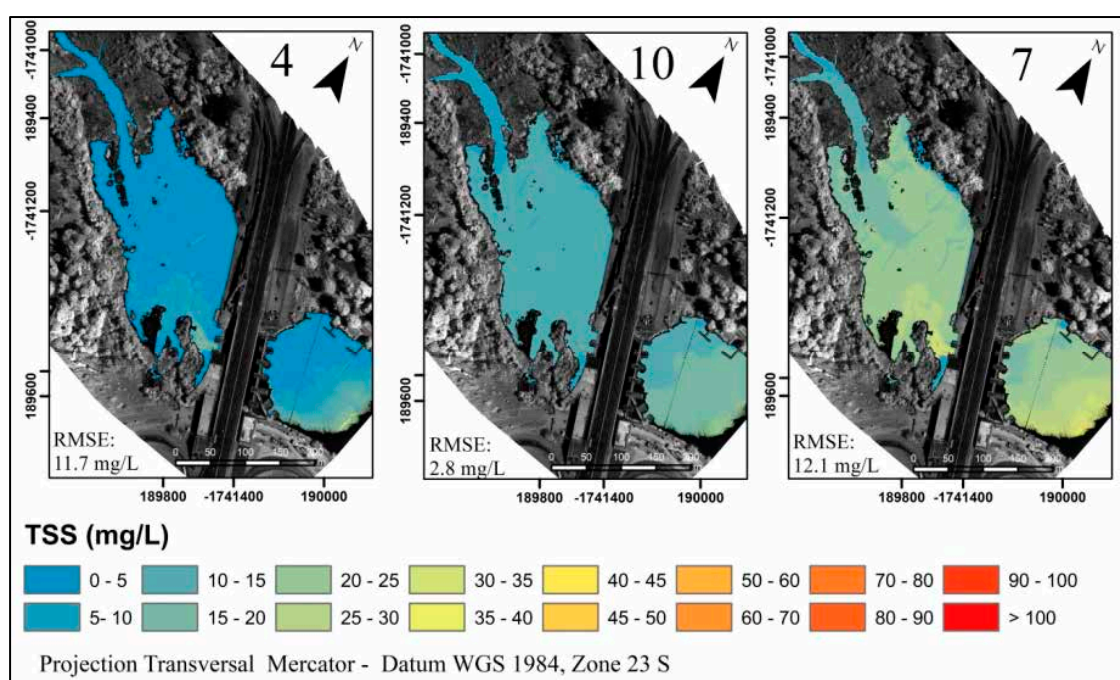 4
N
10
N
7
N
-1741000
189400
-1741200
189600
-1741000
189400
-1741200
189600
-1741000
189400
-1741200
189600
RMSE:
11.7 mg/L
0 50 100 150 200
RMSE:
2.8 mg/L
0 50 100 150 200
RMSE:
12.1 mg/L
0 50 100 150 200
189800 -1741400 190000
189800 -1741400 190000
189800 -1741400 190000
TSS (mg/L)
0 - 5 10 - 15 20 - 25 30 - 35 40 - 45 50 - 60 70 - 80 90 - 100
5- 10 15 - 20 25 - 30 35 - 40 45 - 50 60 - 70 80 - 90 > 100
Projection Transversal Mercator - Datum WGS 1984, Zone 23 S